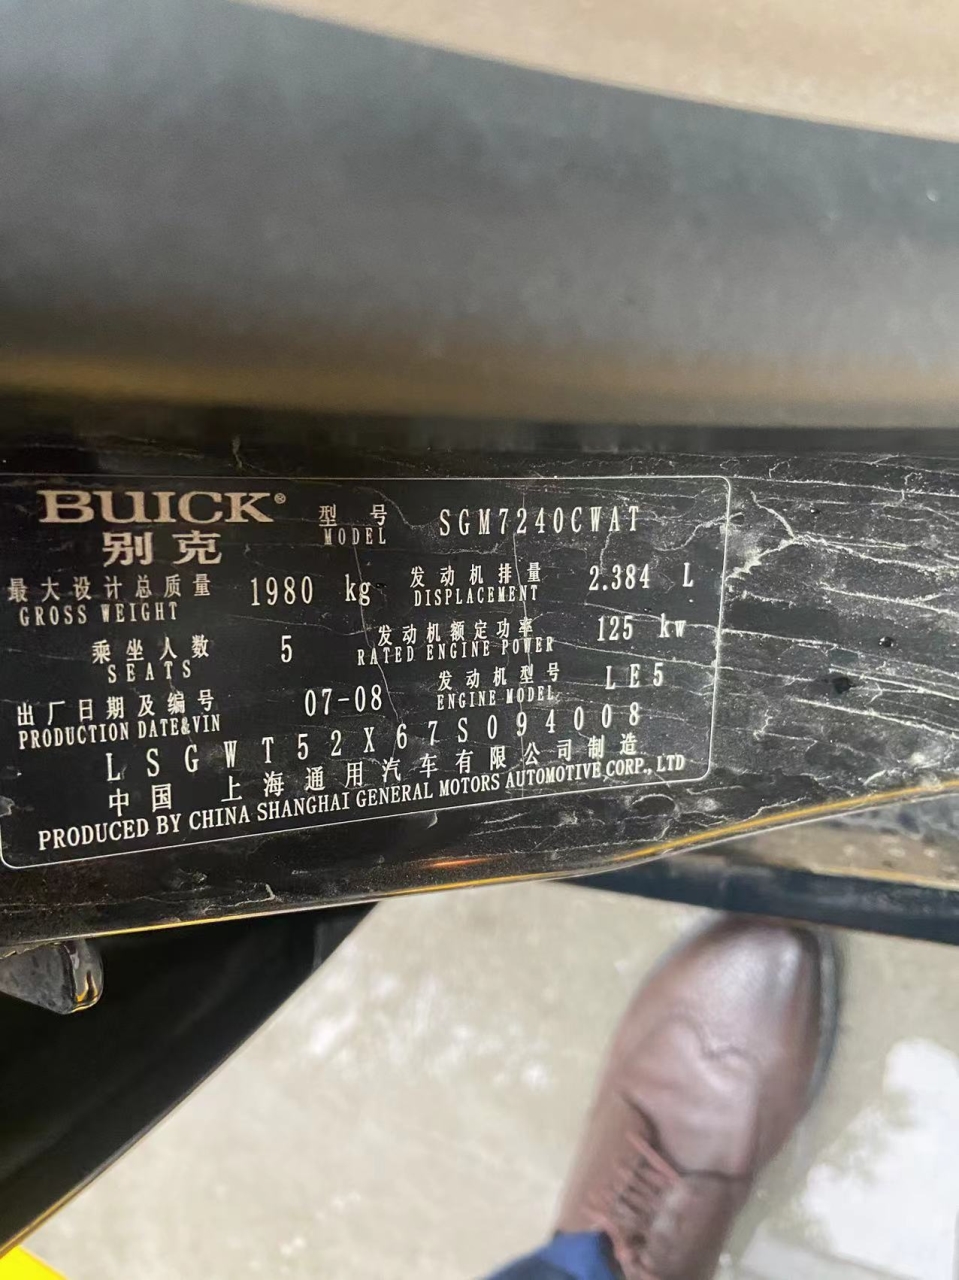 BUICK®
别克
型号 SGM7240CWAT
MODEL
最大设计总质量 1980 kg 发动机排量 2.384 L
GROSS WEIGHT DISPLACEMENT
乘坐人数 5 发动机额定功率 125 kw
SEATS RATED ENGINE POWER
出厂日期及编号 07-08 发动机型号 LE5
PRODUCTION DATE&VIN ENGINE MODEL
LSGWT52X67S094008
中国 上海通用汽车有限公司制造
PRODUCED BY CHINA SHANGHAI GENERAL MOTORS AUTOMOTIVE CORP., LTD